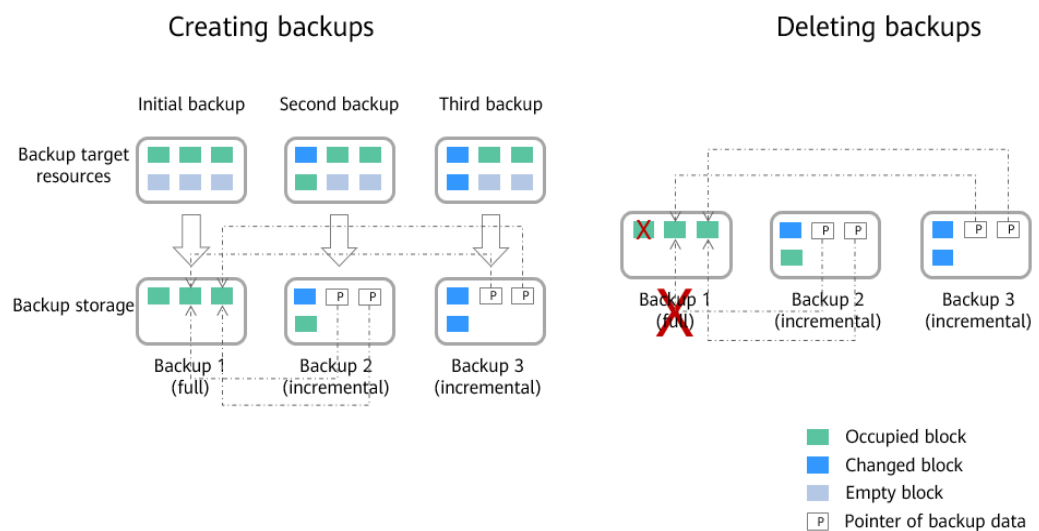 Creating backups
Deleting backups
Initial backup
Second backup
Third backup
Backup target
resources
Backup storage
P
P
P
P
Backup 1
(full)
Backup 2
(incremental)
Backup 3
(incremental)
X
P
P
P
P
Backup 1
(full)
X
Backup 2
(incremental)
Backup 3
(incremental)
Occupied block
Changed block
Empty block
P
Pointer of backup data